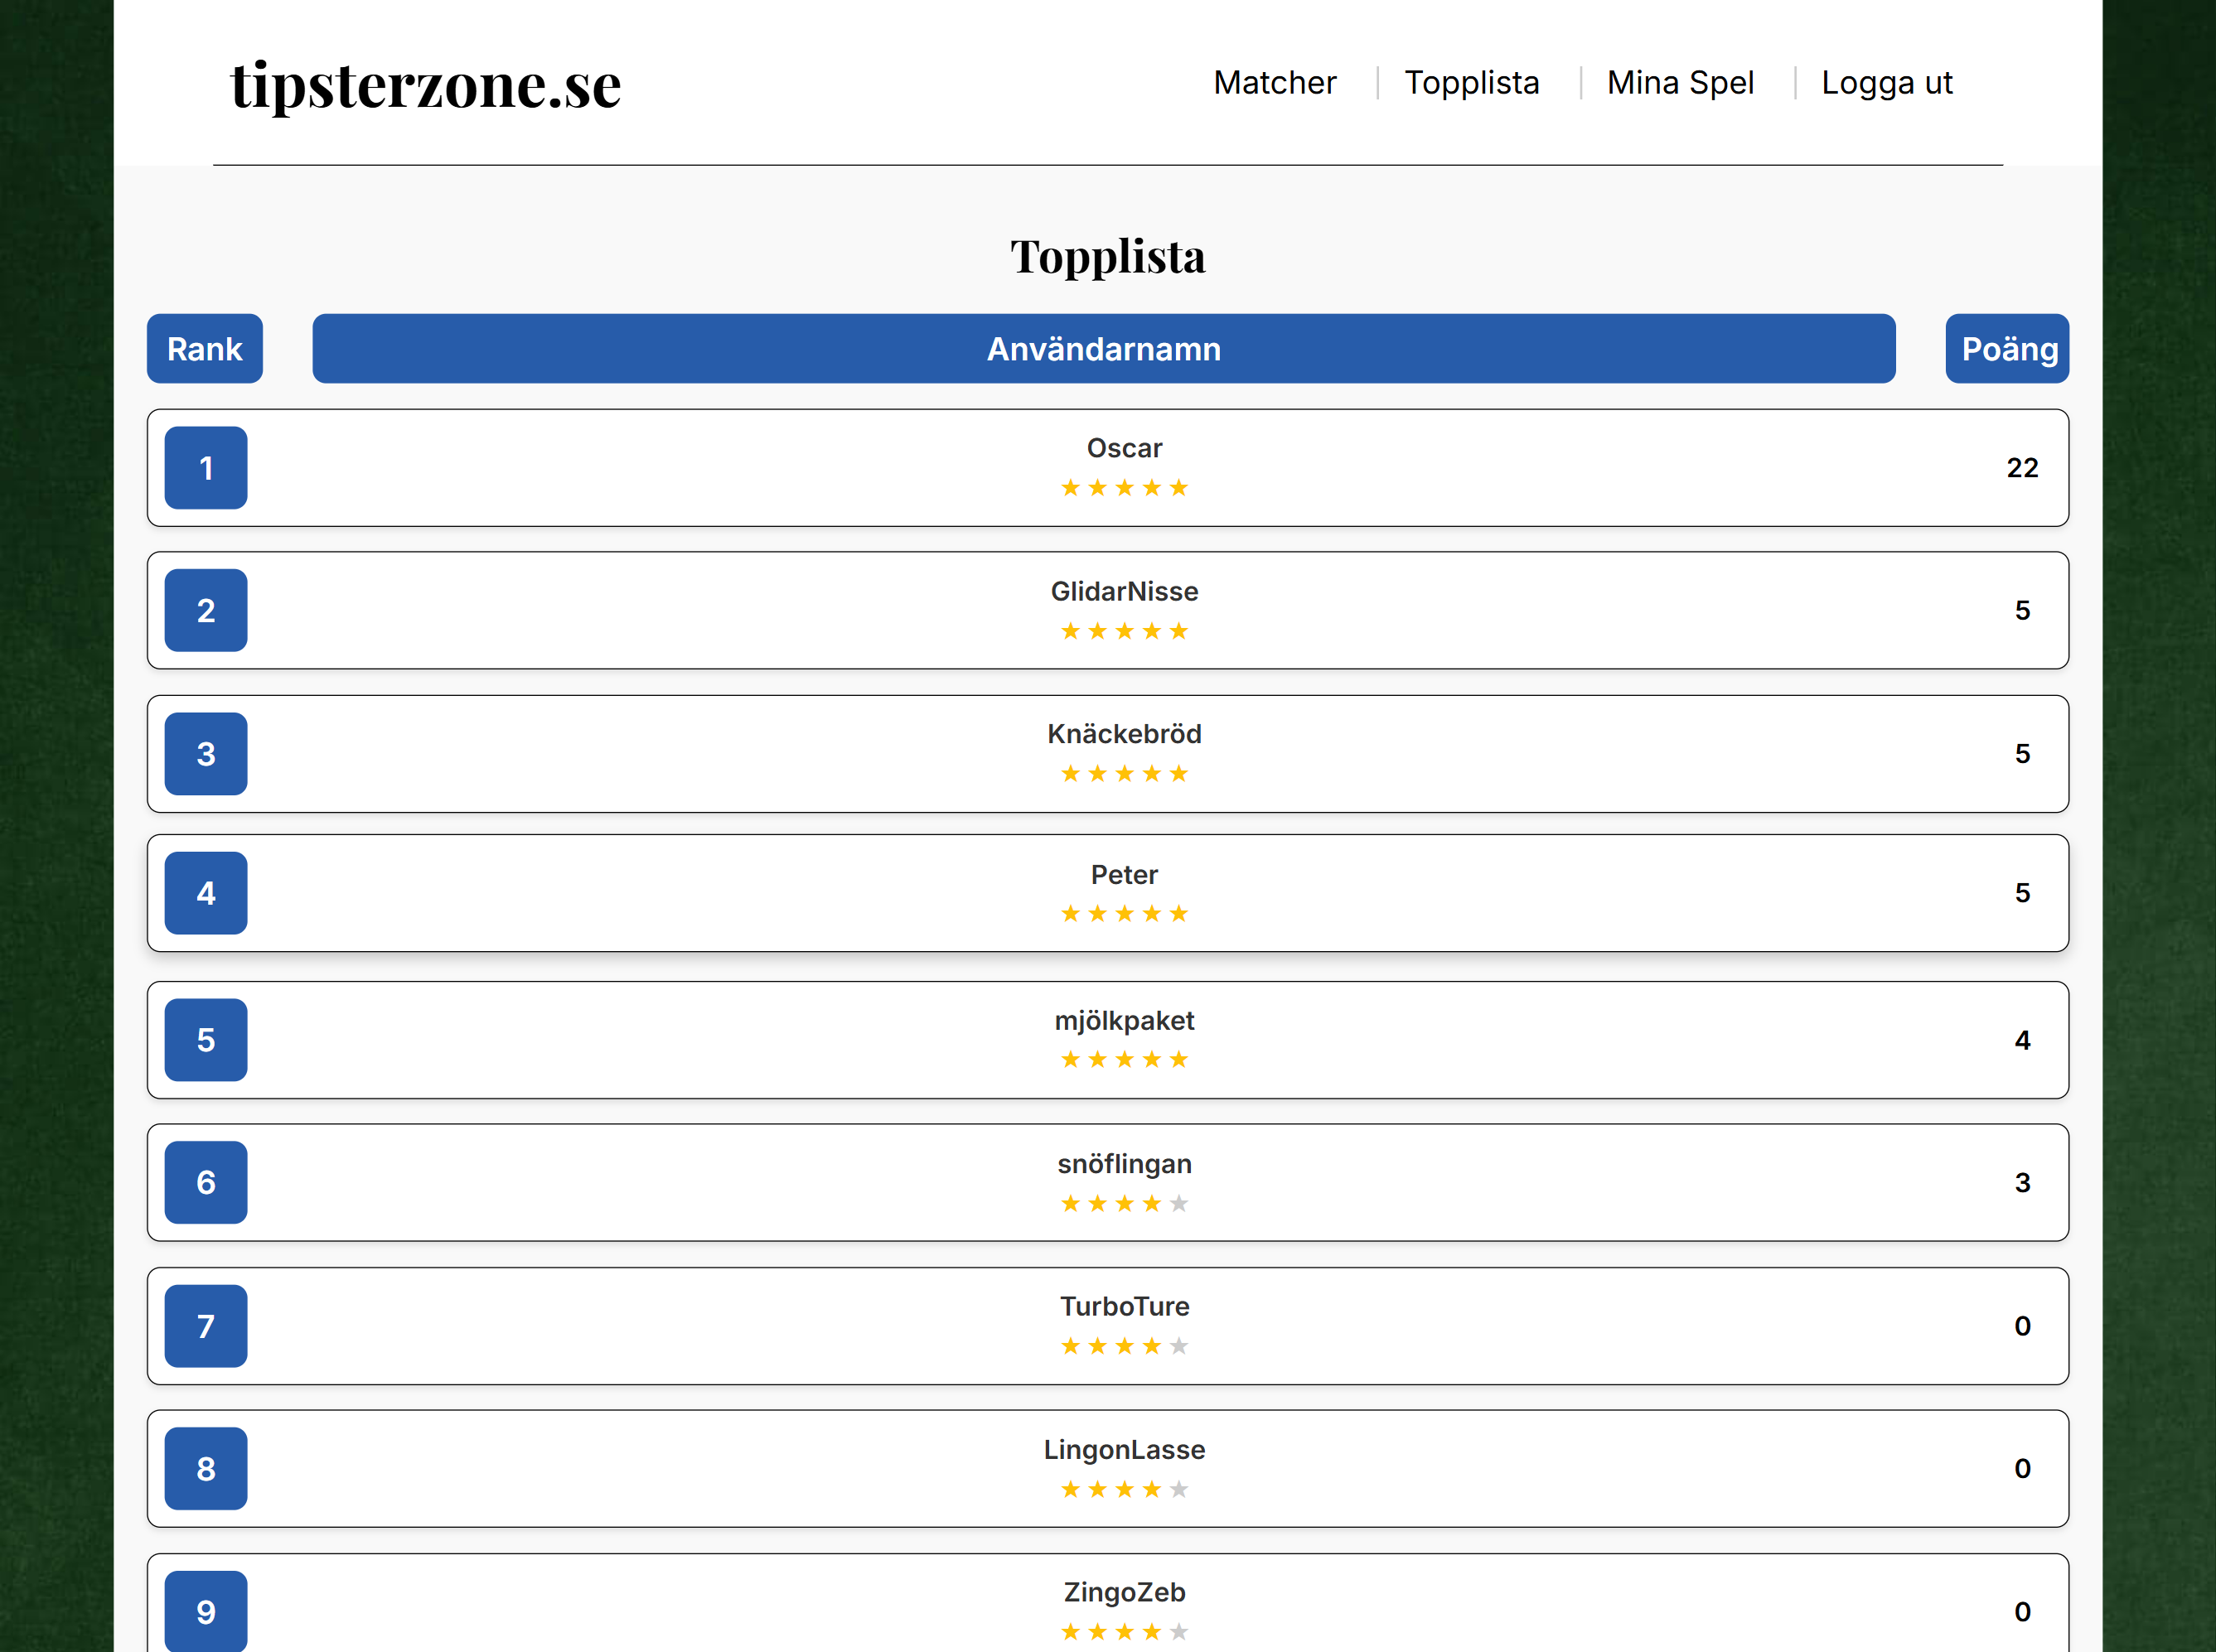 tipsterzone.se
Matcher Topplista Mina Spel Logga ut
Topplista
Rank Användarnamn Poäng
1 Oscar 22
★★★★★
2 GlidarNisse 5
★★★★★
3 Knäckebröd 5
★★★★★
4 Peter 5
★★★★★
5 mjölkpaket 4
★★★★★
6 snöflingan 3
★★★★★
7 TurboTure 0
★★★★★
8 LingonLasse 0
★★★★★
9 ZingoZeb 0
★★★★★